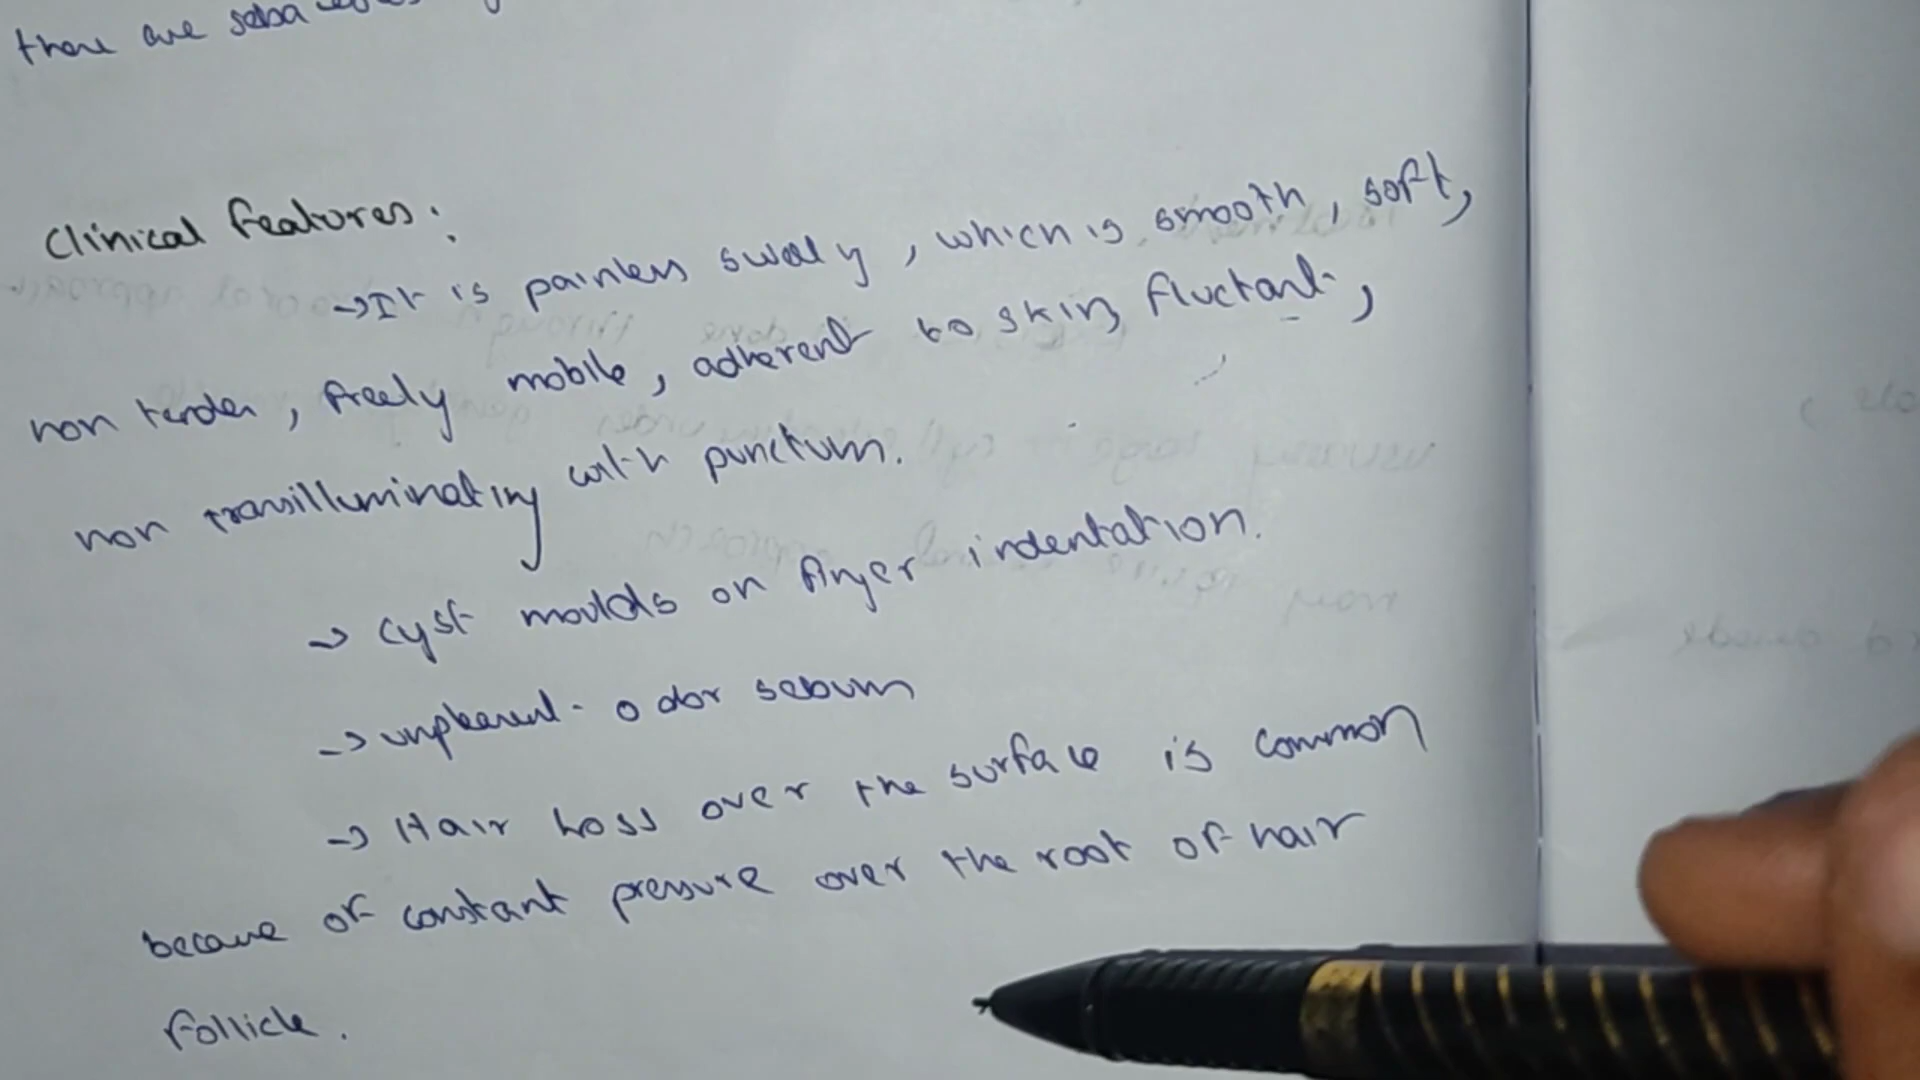 there are seba
Clinical features:
→ It is painless swelly, which is smooth, soft,
non tender, freely mobile, adherent to skin, fluctant,
non transilluminating with punctum.
→ Cyst moulds on finger indentation.
→ unpleasent odor sebum
→ Hair loss over the surface is common
because of constant pressure over the root of hair
follicle.